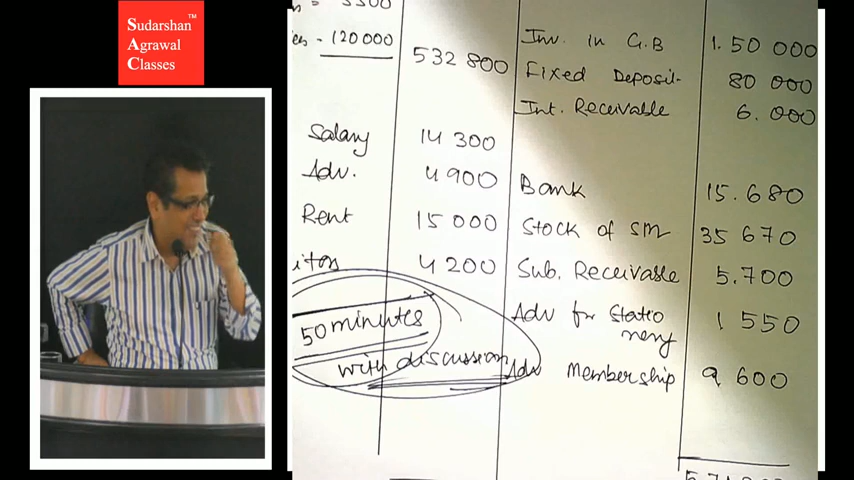 Sudarshan™
Agrawal
Classes
3300
- 120000
532 800
Salary 14 300
Adv. 4 900
Rent 15 000
4 200
50 minutes
with discussion
Inv. in G.B 1. 50 000
Fixed Deposit- 80 000
Int. Receivable 6. 000
Bank 15. 680
Stock of SM 35 670
Sub. Receivable 5. 700
Adv for Statio 1 550
nery
Adv Membership 9 600